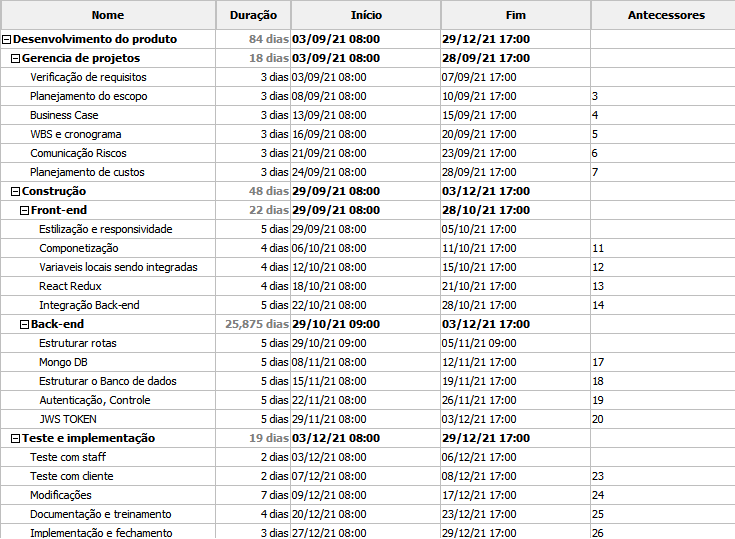 Nome Duração Início Fim Antecessores
Desenvolvimento do produto 84 dias 03/09/21 08:00 29/12/21 17:00
Gerencia de projetos 18 dias 03/09/21 08:00 28/09/21 17:00
Verificação de requisitos 3 dias 03/09/21 08:00 07/09/21 17:00
Planejamento do escopo 3 dias 08/09/21 08:00 10/09/21 17:00 3
Business Case 3 dias 13/09/21 08:00 15/09/21 17:00 4
WBS e cronograma 3 dias 16/09/21 08:00 20/09/21 17:00 5
Comunicação Riscos 3 dias 21/09/21 08:00 23/09/21 17:00 6
Planejamento de custos 3 dias 24/09/21 08:00 28/09/21 17:00 7
Construção 48 dias 29/09/21 08:00 03/12/21 17:00
Front-end 22 dias 29/09/21 08:00 28/10/21 17:00
Estilização e responsividade 5 dias 29/09/21 08:00 05/10/21 17:00
Componetização 4 dias 06/10/21 08:00 11/10/21 17:00 11
Variaveis locais sendo integradas 4 dias 12/10/21 08:00 15/10/21 17:00 12
React Redux 4 dias 18/10/21 08:00 21/10/21 17:00 13
Integração Back-end 5 dias 22/10/21 08:00 28/10/21 17:00 14
Back-end 25,875 dias 29/10/21 09:00 03/12/21 17:00
Estruturar rotas 5 dias 29/10/21 09:00 05/11/21 09:00
Mongo DB 5 dias 08/11/21 08:00 12/11/21 17:00 17
Estruturar o Banco de dados 5 dias 15/11/21 08:00 19/11/21 17:00 18
Autenticação, Controle 5 dias 22/11/21 08:00 26/11/21 17:00 19
JWS TOKEN 5 dias 29/11/21 08:00 03/12/21 17:00 20
Teste e implementação 19 dias 03/12/21 08:00 29/12/21 17:00
Teste com staff 2 dias 03/12/21 08:00 06/12/21 17:00
Teste com cliente 2 dias 07/12/21 08:00 08/12/21 17:00 23
Modificações 7 dias 09/12/21 08:00 17/12/21 17:00 24
Documentação e treinamento 4 dias 20/12/21 08:00 23/12/21 17:00 25
Implementação e fechamento 3 dias 27/12/21 08:00 29/12/21 17:00 26